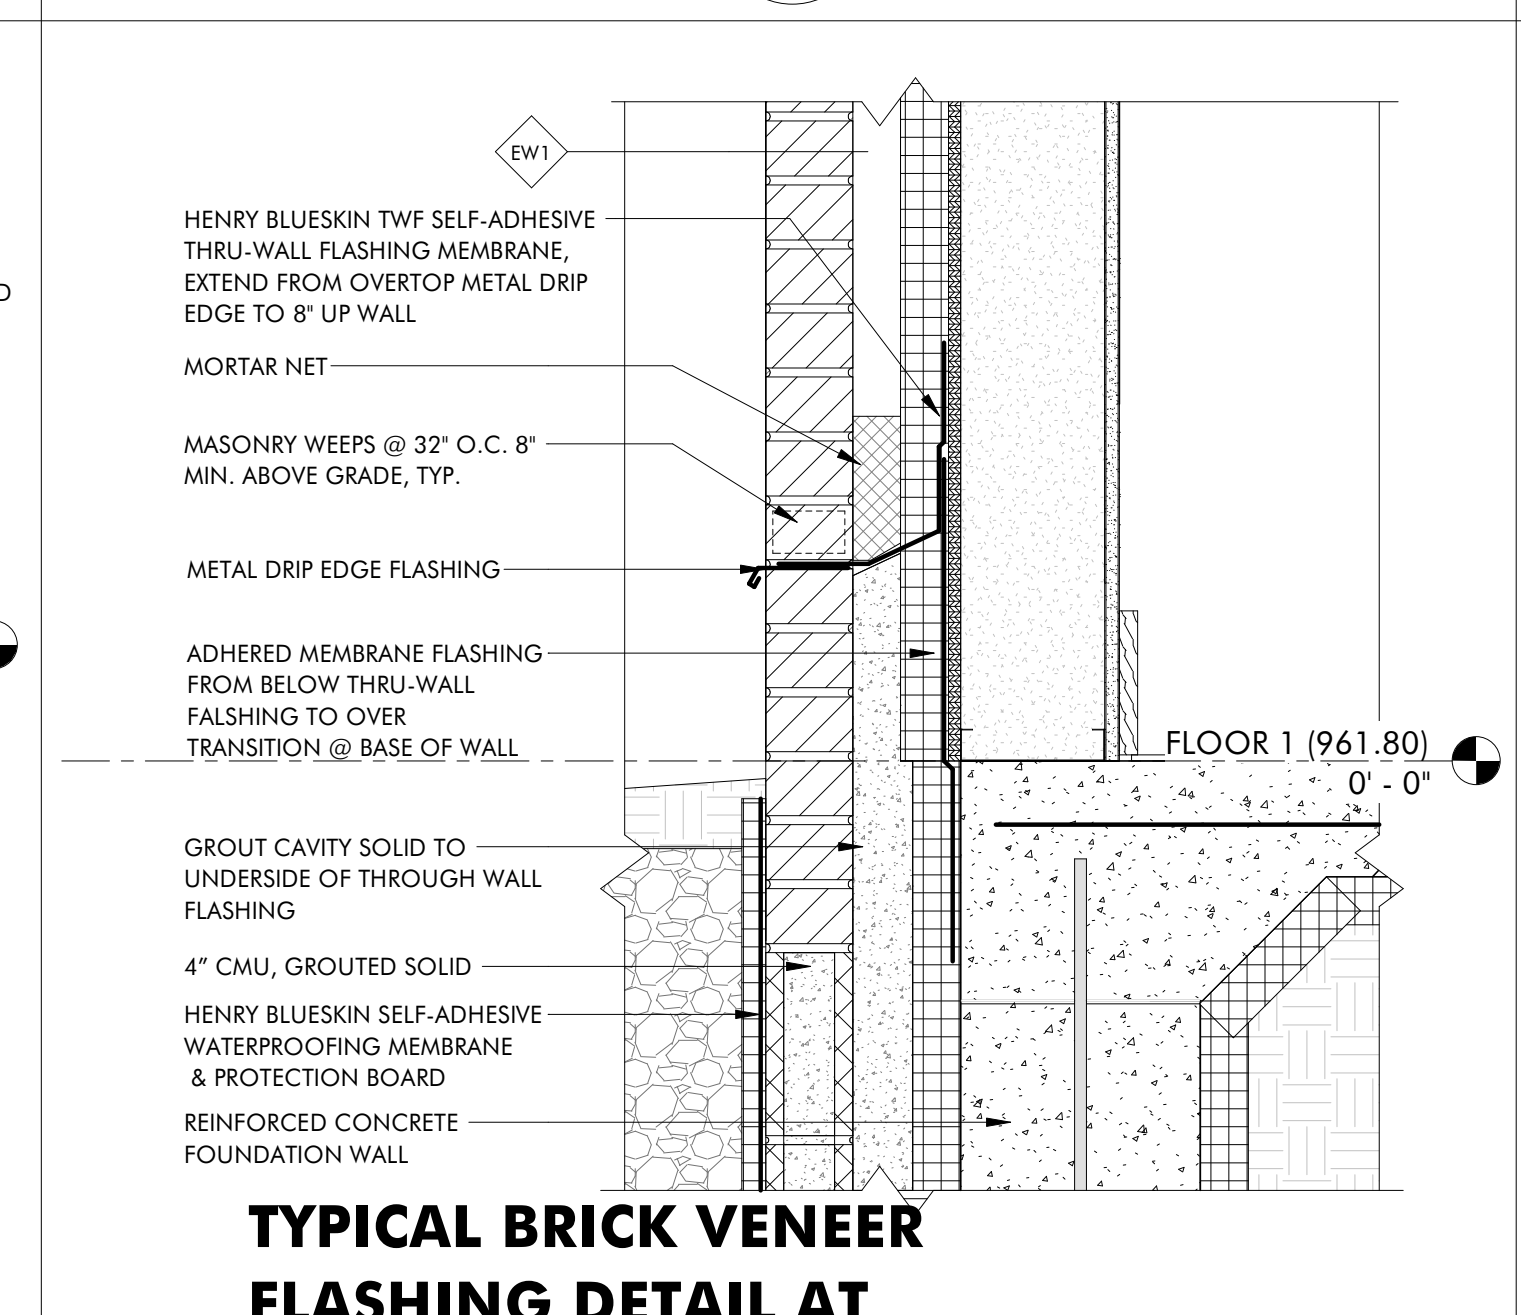 EW1
HENRY BLUESKIN TWF SELF-ADHESIVE
THRU-WALL FLASHING MEMBRANE,
EXTEND FROM OVERTOP METAL DRIP
EDGE TO 8" UP WALL
D
MORTAR NET
MASONRY WEEPS @ 32" O.C. 8"
MIN. ABOVE GRADE, TYP.
METAL DRIP EDGE FLASHING
ADHERED MEMBRANE FLASHING
FROM BELOW THRU-WALL
FALSHING TO OVER
TRANSITION @ BASE OF WALL
FLOOR 1 (961.80)
0' - 0"
GROUT CAVITY SOLID TO
UNDERSIDE OF THROUGH WALL
FLASHING
4” CMU, GROUTED SOLID
HENRY BLUESKIN SELF-ADHESIVE
WATERPROOFING MEMBRANE
& PROTECTION BOARD
REINFORCED CONCRETE
FOUNDATION WALL
TYPICAL BRICK VENEER
FLASHING DETAIL AT